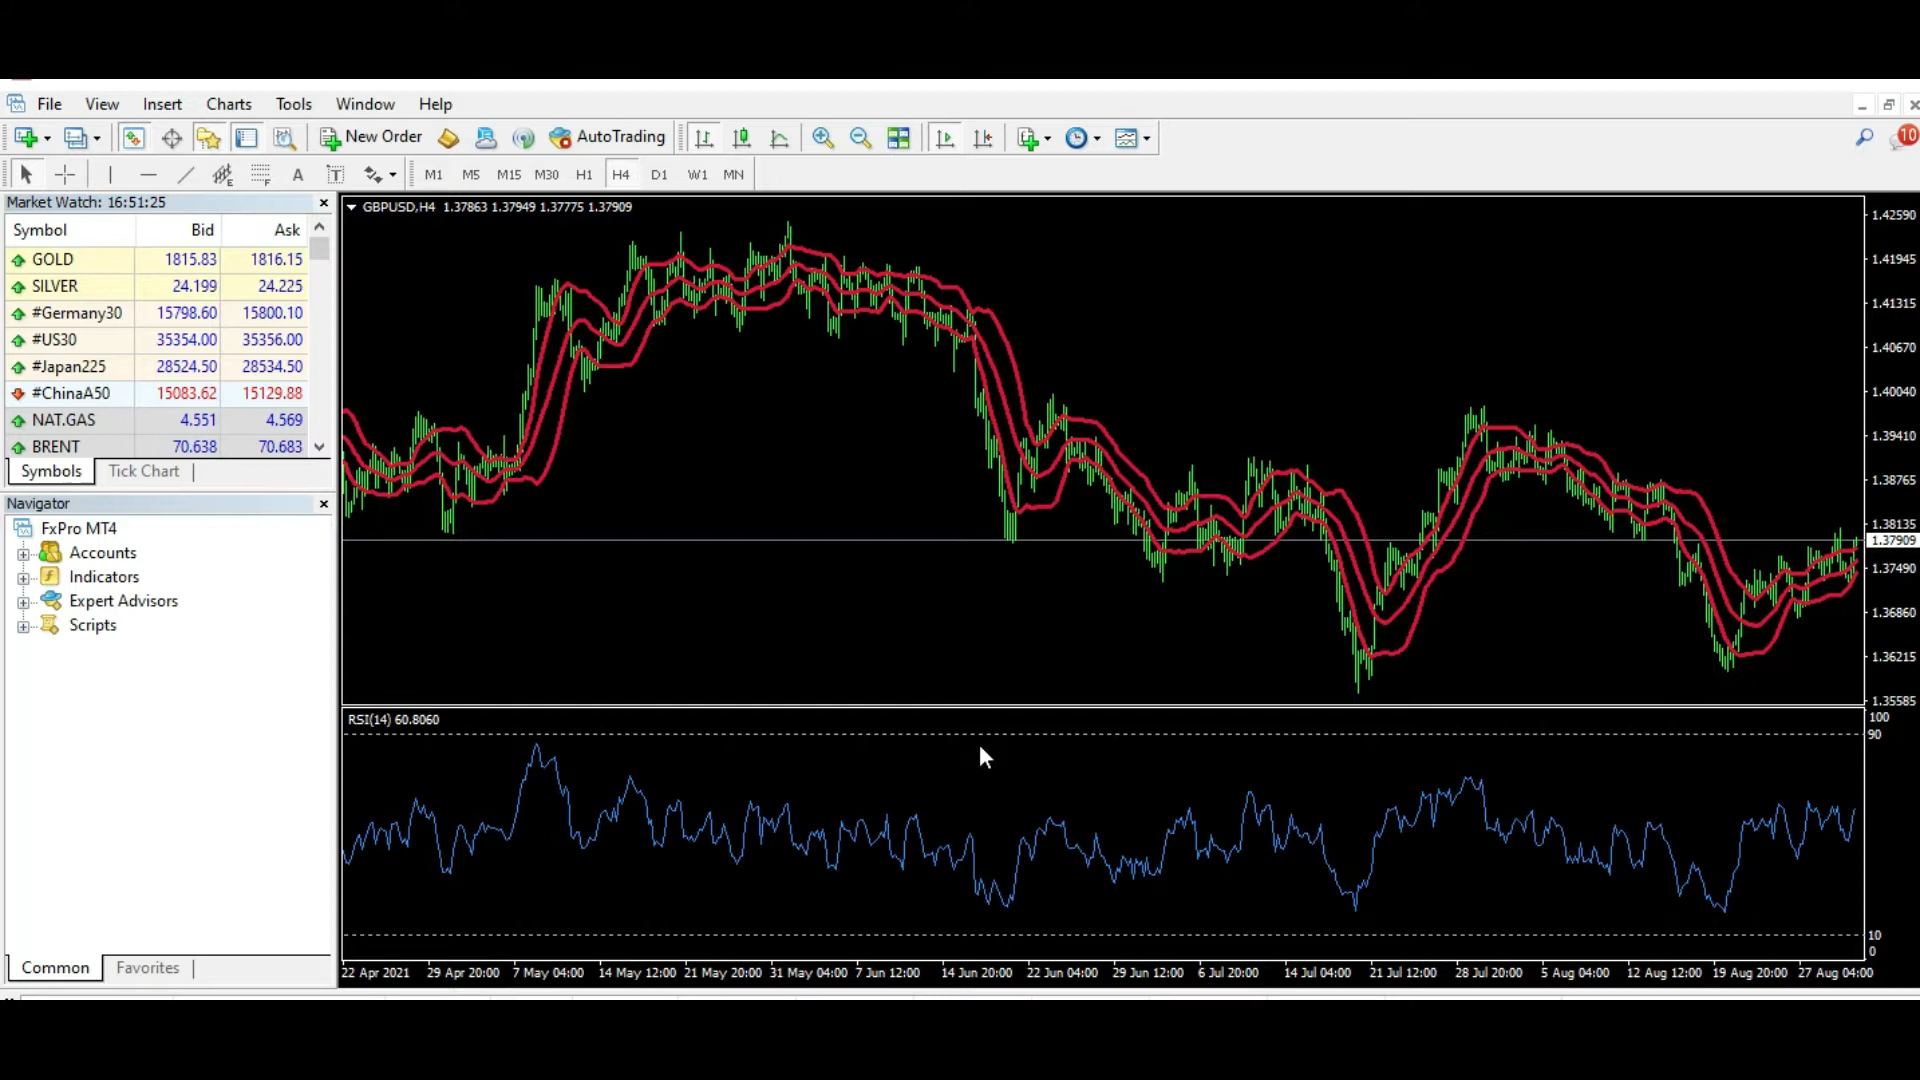 File View Insert Charts Tools Window Help
New Order AutoTrading 10
M1 M5 M15 M30 H1 H4 D1 W1 MN
Market Watch: 16:51:25
Symbol Bid Ask
GOLD 1815.83 1816.15
SILVER 24.199 24.225
#Germany30 15798.60 15800.10
#US30 35354.00 35356.00
#Japan225 28524.50 28534.50
#ChinaA50 15083.62 15129.88
NAT.GAS 4.551 4.569
BRENT 70.638 70.683
Symbols Tick Chart
Navigator
FxPro MT4
Accounts
Indicators
Expert Advisors
Scripts
Common Favorites
GBPUSD,H4 1.37863 1.37949 1.37775 1.37909
1.42590
1.41945
1.41315
1.40670
1.40040
1.39410
1.38765
1.38135
1.37909
1.37490
1.36860
1.36215
1.35585
RSI(14) 60.8060
100
90
10
0
22 Apr 2021 29 Apr 20:00 7 May 04:00 14 May 12:00 21 May 20:00 31 May 04:00 7 Jun 12:00 14 Jun 20:00 22 Jun 04:00 29 Jun 12:00 6 Jul 20:00 14 Jul 04:00 21 Jul 12:00 28 Jul 20:00 5 Aug 04:00 12 Aug 12:00 19 Aug 20:00 27 Aug 04:00